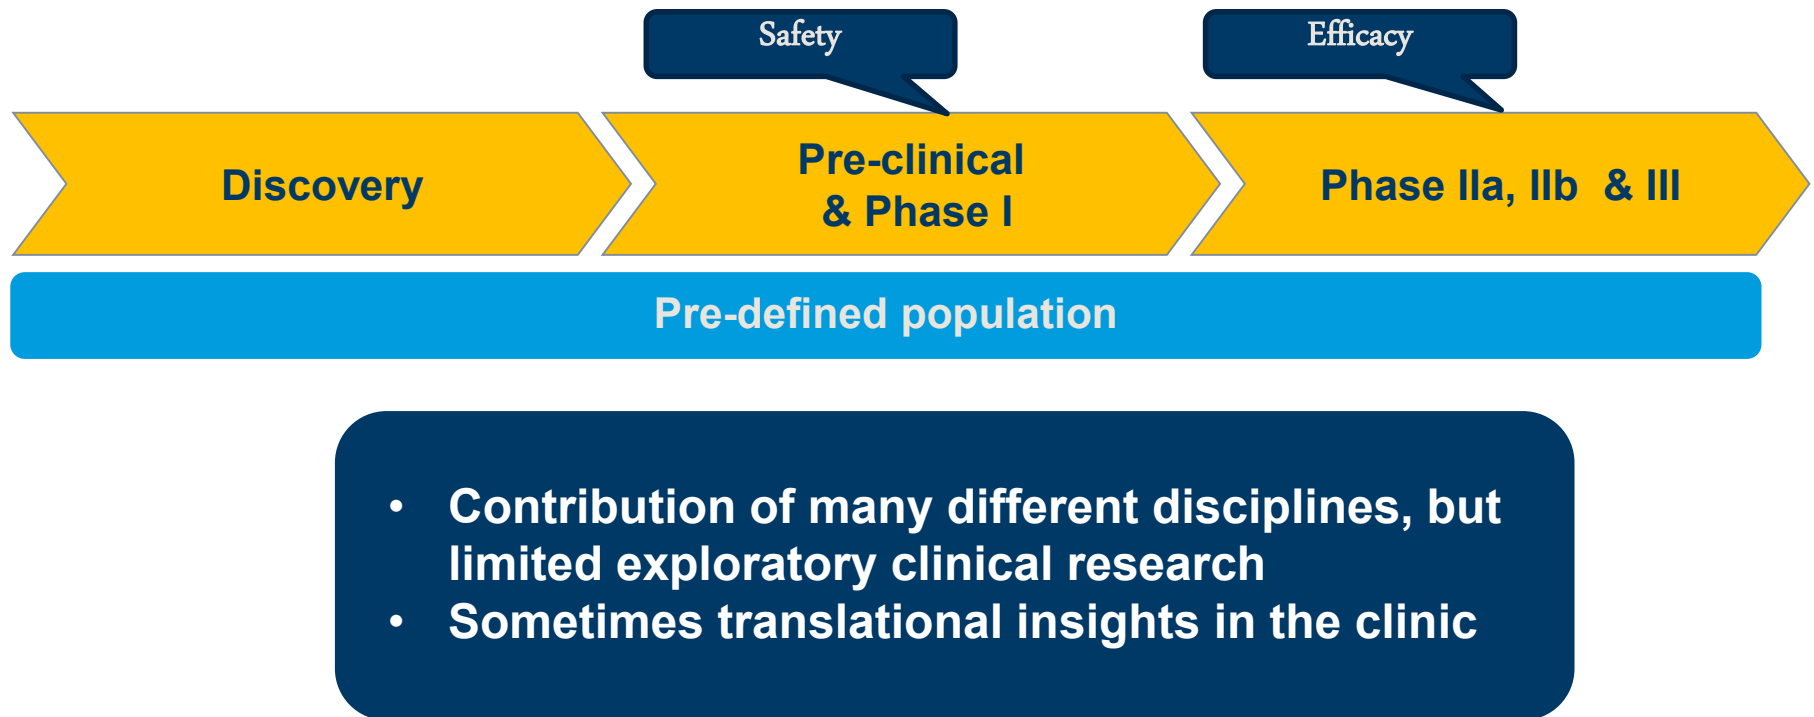 Safety
Efficacy
Discovery
Pre-clinical
& Phase I
Phase IIa, IIb & III
Pre-defined population
• Contribution of many different disciplines, but
limited exploratory clinical research
• Sometimes translational insights in the clinic